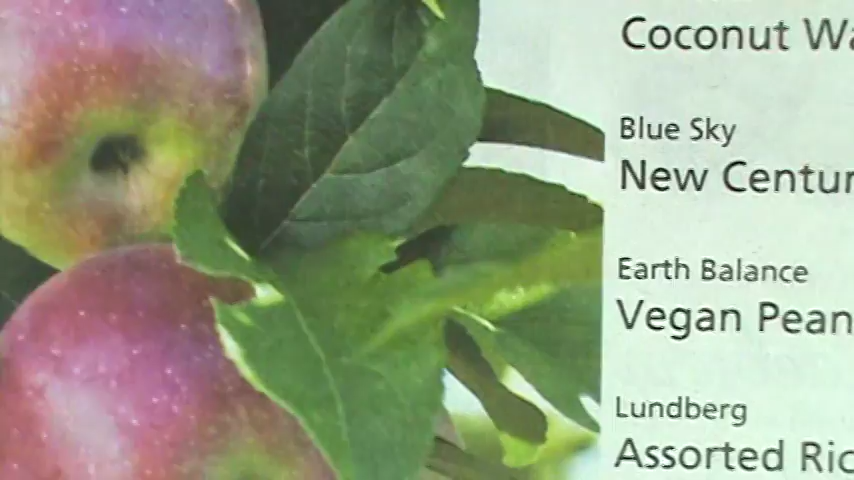 Coconut Wa
Blue Sky
New Centur
Earth Balance
Vegan Pean
Lundberg
Assorted Ric